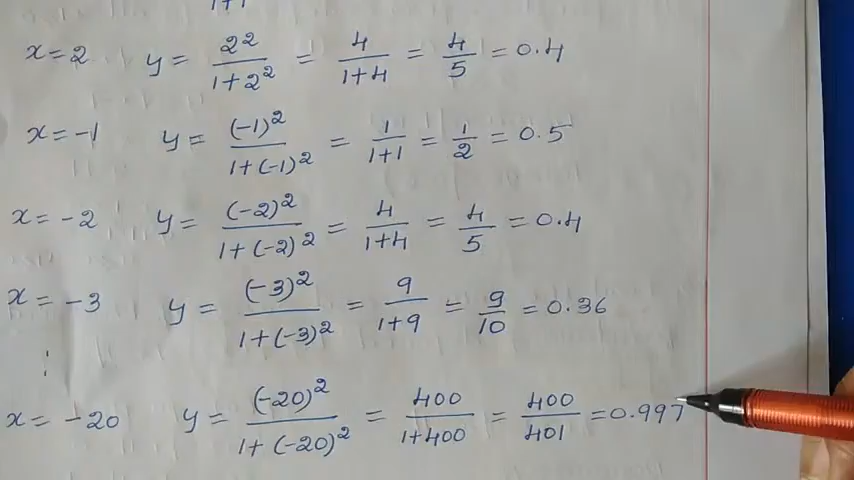 1+1
x=2 y= 2²/1+2² = 4/1+4 = 4/5 = 0.4
x=-1 y= (-1)²/1+(-1)² = 1/1+1 = 1/2 = 0.5
x=-2 y= (-2)²/1+(-2)² = 4/1+4 = 4/5 = 0.4
x=-3 y= (-3)²/1+(-3)² = 9/1+9 = 9/10 = 0.36
⋮
x=-20 y= (-20)²/1+(-20)² = 400/1+400 = 400/401 = 0.997